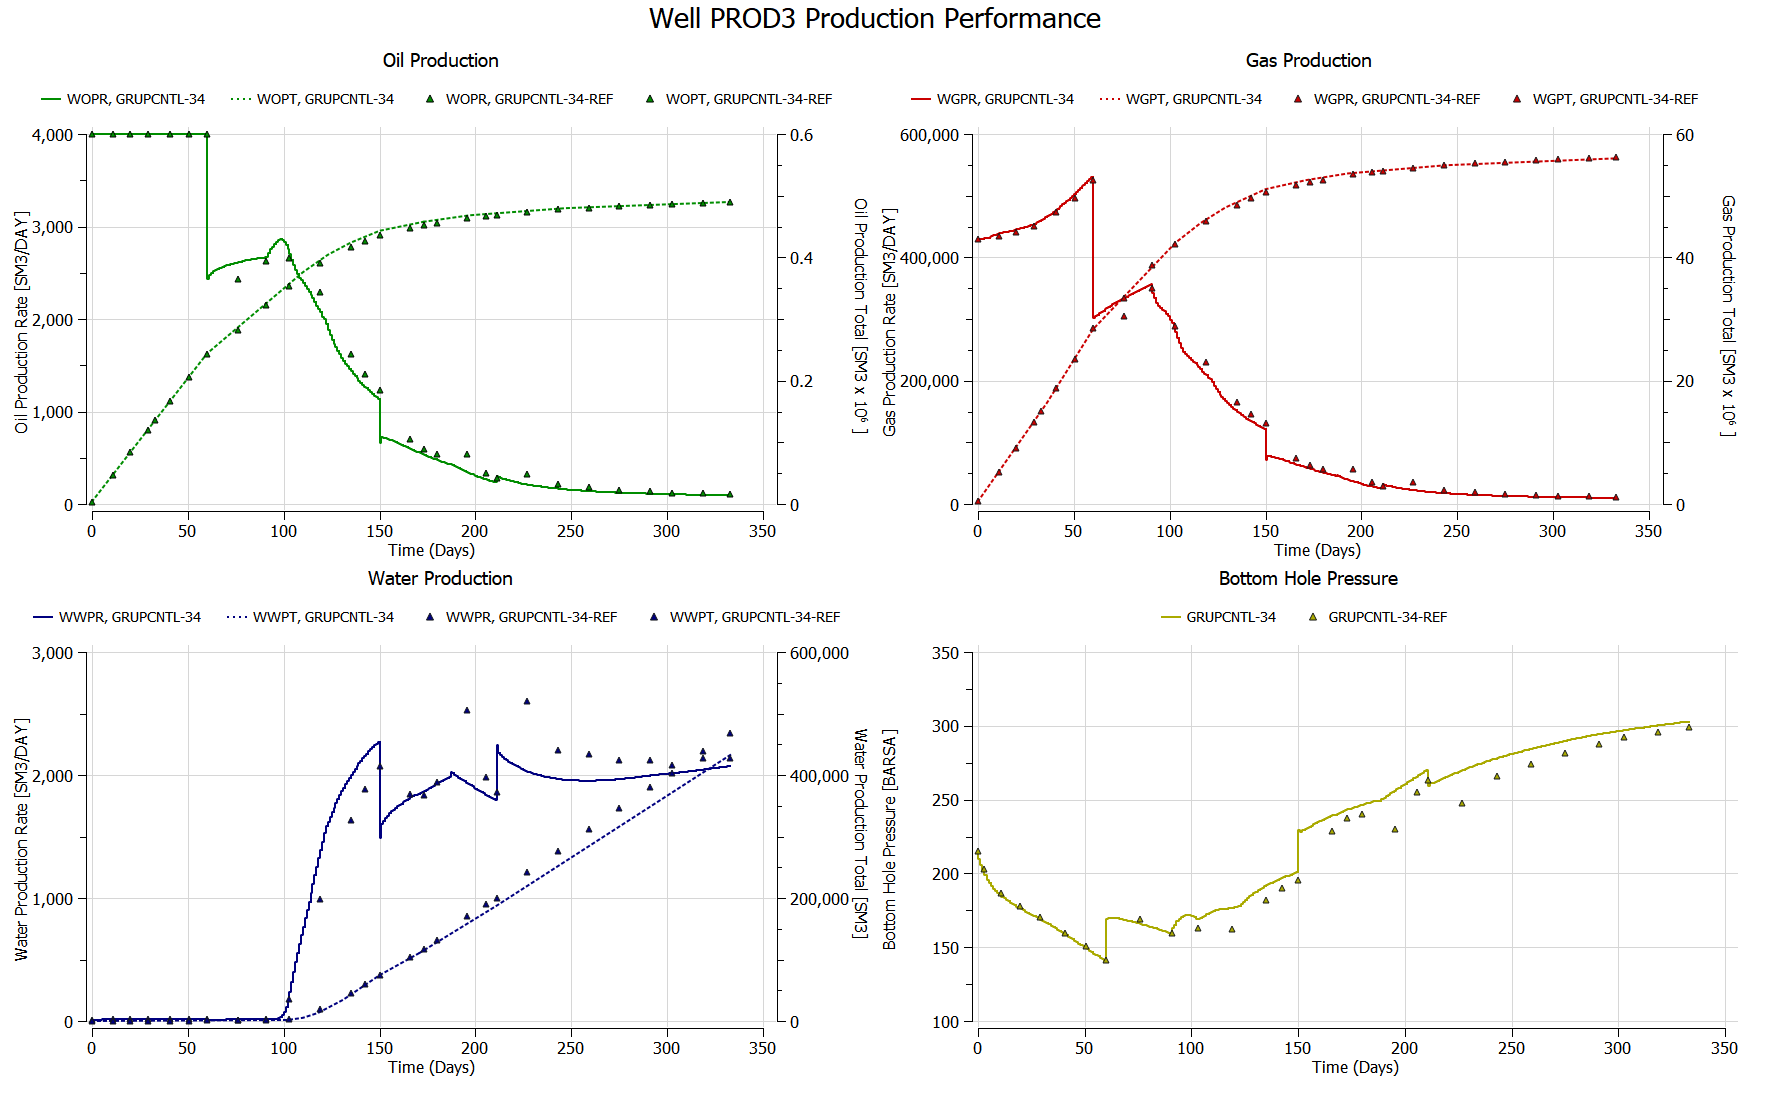 Well PROD3 Production Performance
Oil Production
WOPR, GRUPCNTL-34 WOPT, GRUPCNTL-34 WOPR, GRUPCNTL-34-REF WOPT, GRUPCNTL-34-REF
4,000
3,000
2,000
1,000
0
0.6
0.4
0.2
0
Oil Production Rate [SM3/DAY]
Oil Production Total [SM3 x 10⁶ ]
0 50 100 150 200 250 300 350
Time (Days)
Gas Production
WGPR, GRUPCNTL-34 WGPT, GRUPCNTL-34 WGPR, GRUPCNTL-34-REF WGPT, GRUPCNTL-34-REF
600,000
400,000
200,000
0
60
40
20
0
Gas Production Rate [SM3/DAY]
Gas Production Total [SM3 x 10⁶ ]
0 50 100 150 200 250 300 350
Time (Days)
Water Production
WWPR, GRUPCNTL-34 WWPT, GRUPCNTL-34 WWPR, GRUPCNTL-34-REF WWPT, GRUPCNTL-34-REF
3,000
2,000
1,000
0
600,000
400,000
200,000
0
Water Production Rate [SM3/DAY]
Water Production Total [SM3]
0 50 100 150 200 250 300 350
Time (Days)
Bottom Hole Pressure
GRUPCNTL-34 GRUPCNTL-34-REF
350
300
250
200
150
100
Bottom Hole Pressure [BARSA]
0 50 100 150 200 250 300 350
Time (Days)